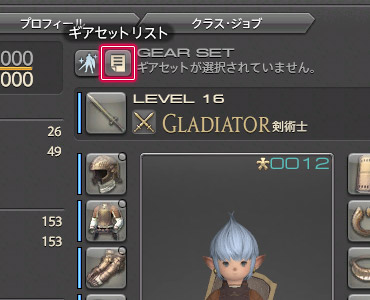 プロフィール
クラス・ジョブ
ギアセットリスト
000
000
GEAR SET
ギアセットが選択されていません。
LEVEL 16
GLADIATOR 剣術士
26
49
0012
153
153